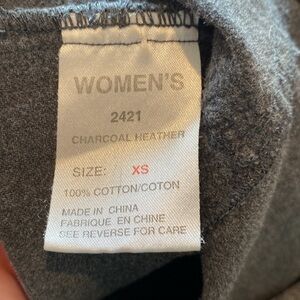 WOMEN'S
2421
CHARCOAL HEATHER
SIZE: XS
100% COTTON/COTON
MADE IN CHINA
FABRIQUE EN CHINE
SEE REVERSE FOR CARE